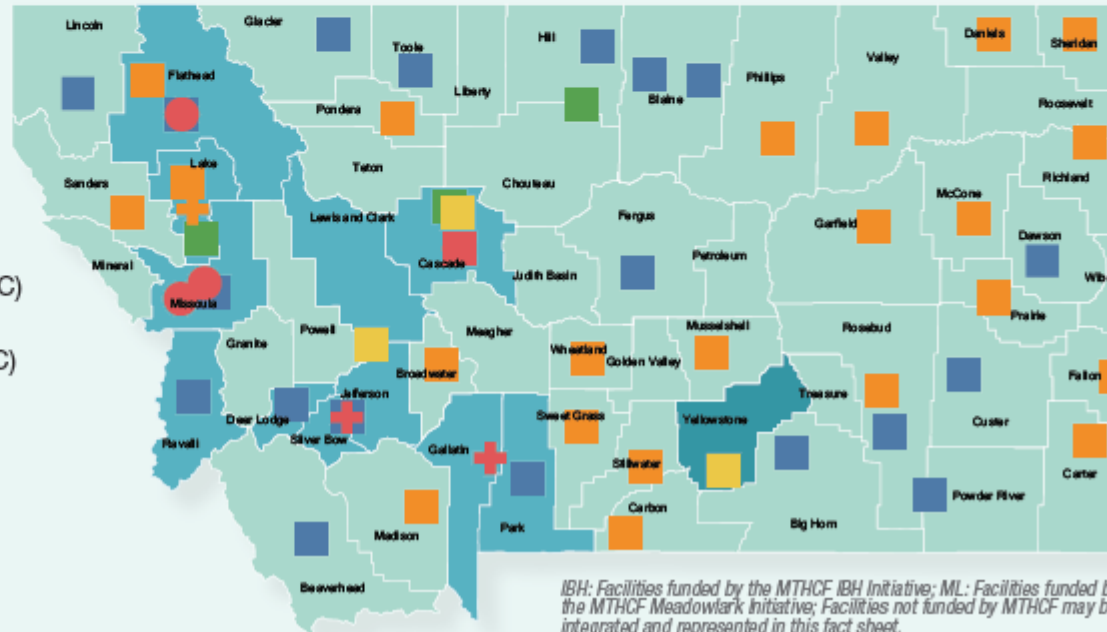 Lincoln
Glacier
Toole
Hill
Daniels
Sheridan
Flathead
Liberty
Blaine
Phillips
Valley
Roosevelt
Pondera
Lake
Teton
Chouteau
Richland
Sanders
McCone
Lewis and Clark
Fergus
Garfield
Dawson
Mineral
Cascade
Judith Basin
Petroleum
Wib
C)
Missoula
Prairie
Powell
Meagher
Musselshell
Rosebud
Granite
Wheatland
Golden Valley
C)
Broadwater
Fallon
Jefferson
Treasure
Deer Lodge
Sweet Grass
Yellowstone
Custer
Silver Bow
Ravalli
Gallatin
Stillwater
Carter
Powder River
Carbon
Park
Big Horn
Madison
Beaverhead
IBH: Facilities funded by the MTHCF IBH Initiative; ML: Facilities funded b
the MTHCF Meadowlark Initiative; Facilities not funded by MTHCF may b
integrated and represented in this fact sheet.